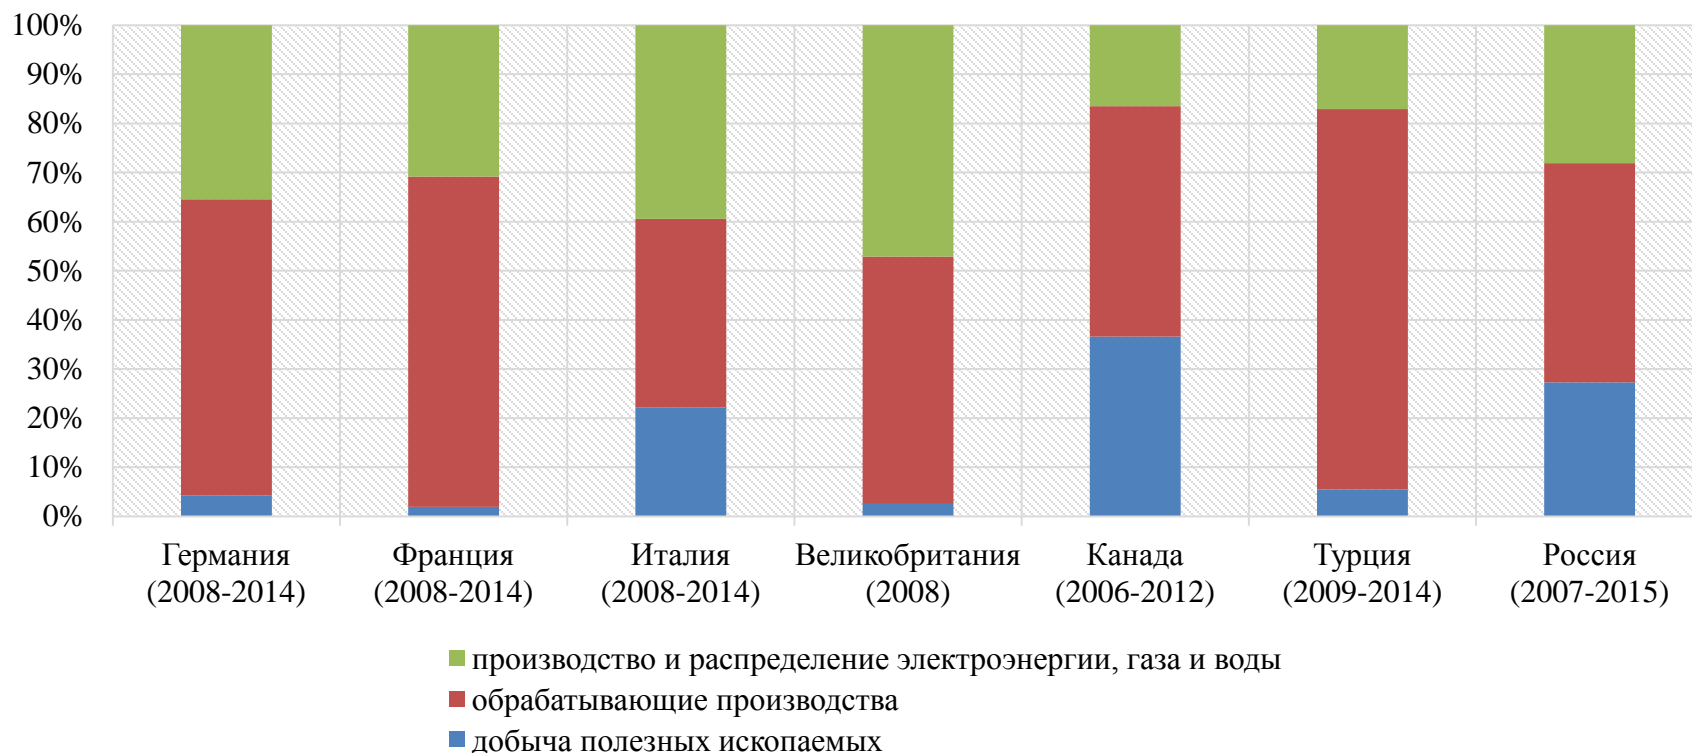 100%
90%
80%
70%
60%
50%
40%
30%
20%
10%
0%
Германия Франция Италия Великобритания Канада Турция Россия
(2008-2014) (2008-2014) (2008-2014) (2008) (2006-2012) (2009-2014) (2007-2015)
производство и распределение электроэнергии, газа и воды
обрабатывающие производства
добыча полезных ископаемых